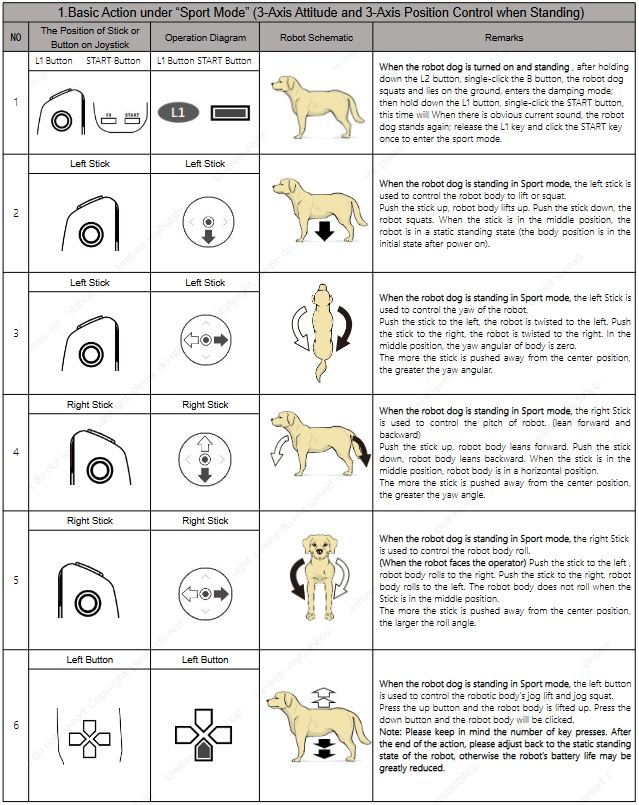 1.Basic Action under “Sport Mode” (3-Axis Attitude and 3-Axis Position Control when Standing)
NO
The Position of Stick or
Button on Joystick
Operation Diagram
Robot Schematic
Remarks
1
L1 Button START Button
FX START
L1 Button START Button
L1
When the robot dog is turned on and standing , after holding
down the L2 button, single-click the B button, the robot dog
squats and lies on the ground, enters the damping mode;
then hold down the L1 button, single-click the START button,
this time will When there is obvious current sound, the robot
dog stands again; release the L1 key and click the START key
once to enter the sport mode.
2
Left Stick
Left Stick
When the robot dog is standing in Sport mode, the left stick is
used to control the robot body to lift or squat.
Push the stick up, robot body lifts up. Push the stick down, the
robot squats. When the stick is in the middle position, the
robot is in a static standing state (the body position is in the
initial state after power on).
3
Left Stick
Left Stick
When the robot dog is standing in Sport mode, the left Stick is
used to control the yaw of the robot.
Push the stick to the left, the robot is twisted to the left. Push
the stick to the right, the robot is twisted to the right. In the
middle position, the yaw angular of body is zero.
The more the stick is pushed away from the center position,
the greater the yaw angular.
4
Right Stick
Right Stick
When the robot dog is standing in Sport mode, the right Stick
is used to control the pitch of robot. (lean forward and
backward)
Push the stick up, robot body leans forward. Push the stick
down, robot body leans backward. When the stick is in the
middle position, robot body is in a horizontal position.
The more the stick is pushed away from the center position,
the greater the yaw angle.
5
Right Stick
Right Stick
When the robot dog is standing in Sport mode, the right Stick
is used to control the robot body roll.
(When the robot faces the operator) Push the stick to the left ,
robot body rolls to the right. Push the stick to the right, robot
body rolls to the left. The robot body does not roll when the
Stick is in the middle position.
The more the stick is pushed away from the center position,
the larger the roll angle.
6
Left Button
Left Button
When the robot dog is standing in Sport mode, the left button
is used to control the robotic body's jog lift and jog squat.
Press the up button and the robot body is lifted up. Press the
down button and the robot body will be clicked.
Note: Please keep in mind the number of key presses. After
the end of the action, please adjust back to the static standing
state of the robot, otherwise the robot's battery life may be
greatly reduced.